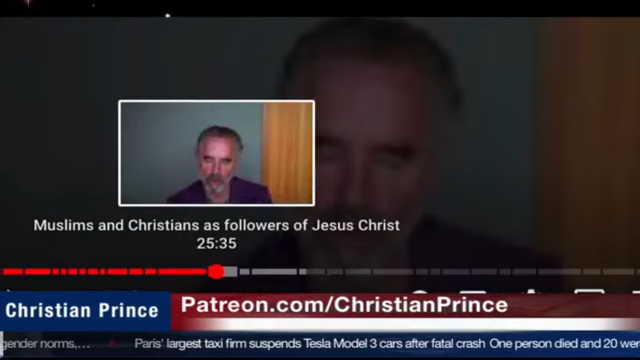 Muslims and Christians as followers of Jesus Christ
25:35
Patreon.com/ChristianPrince
Christian Prince
gender norms,... Paris' largest taxi firm suspends Tesla Model 3 cars after fatal crash One person died and 20